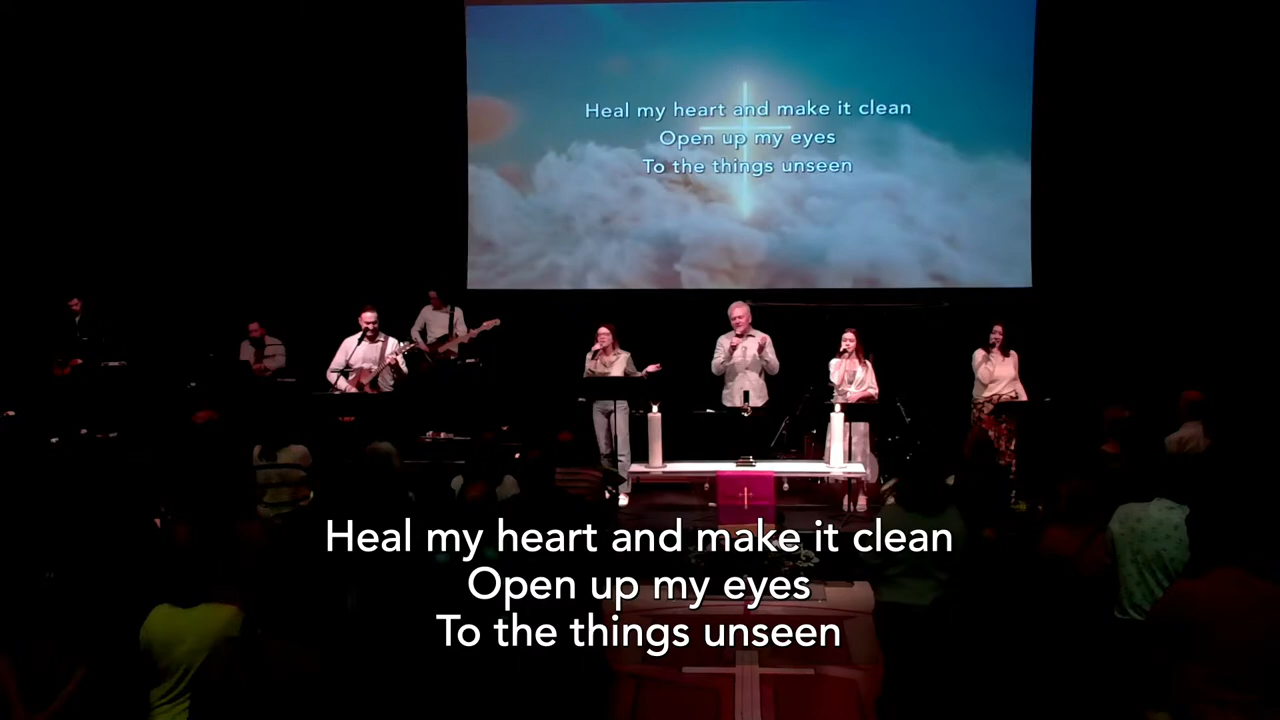 Heal my heart and make it clean
Open up my eyes
To the things unseen
Heal my heart and make it clean
Open up my eyes
To the things unseen